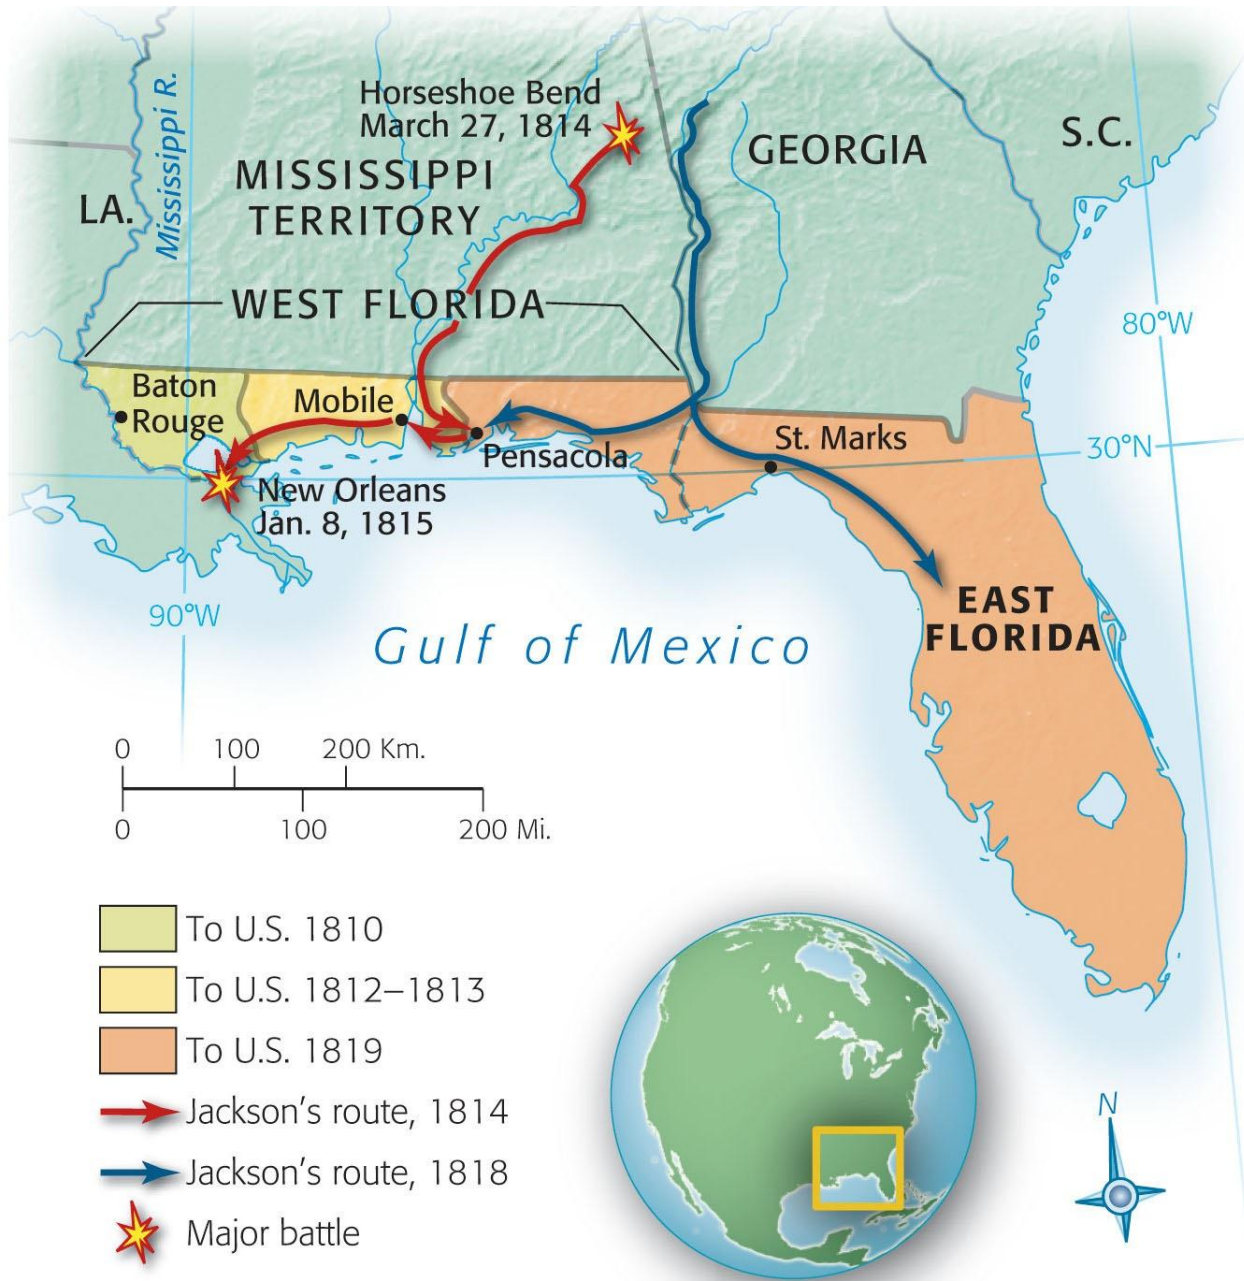 Mississippi R.
Horseshoe Bend
March 27, 1814
LA.
MISSISSIPPI
TERRITORY
GEORGIA
S.C.
WEST FLORIDA
80°W
Baton
Rouge
Mobile
Pensacola
St. Marks
30°N
New Orleans
Jan. 8, 1815
90°W
Gulf of Mexico
EAST
FLORIDA
0 100 200 Km.
0 100 200 Mi.
To U.S. 1810
To U.S. 1812–1813
To U.S. 1819
Jackson's route, 1814
Jackson's route, 1818
Major battle
N